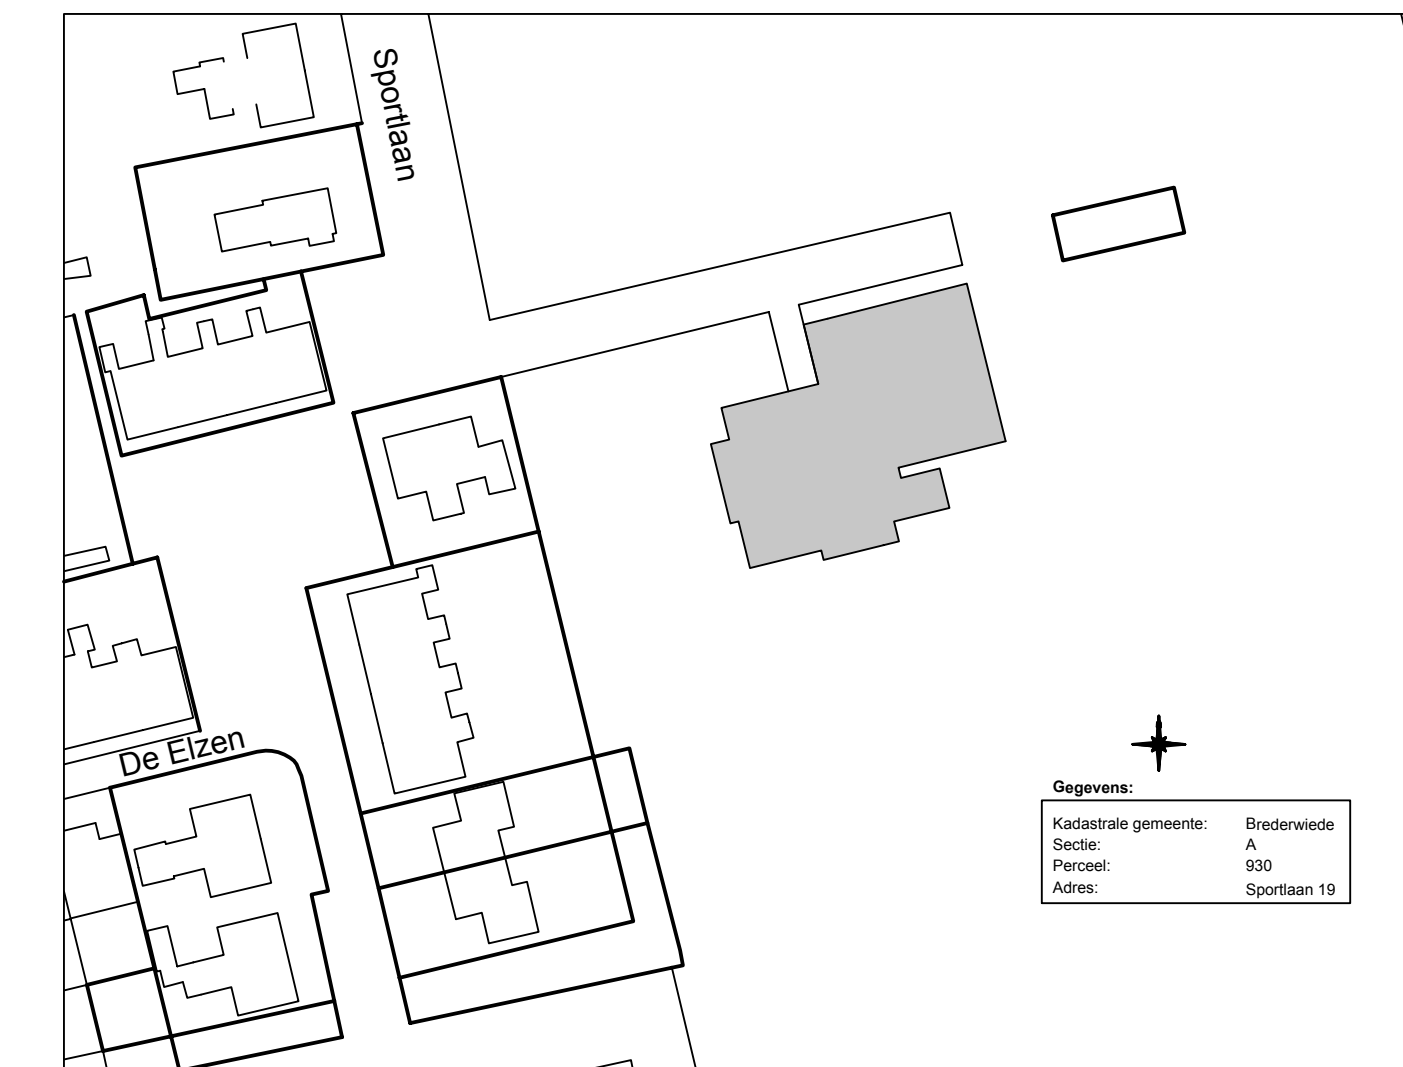 Sportlaan
De Elzen
Gegevens:
Kadastrale gemeente: Brederwiede
Sectie: A
Perceel: 930
Adres: Sportlaan 19